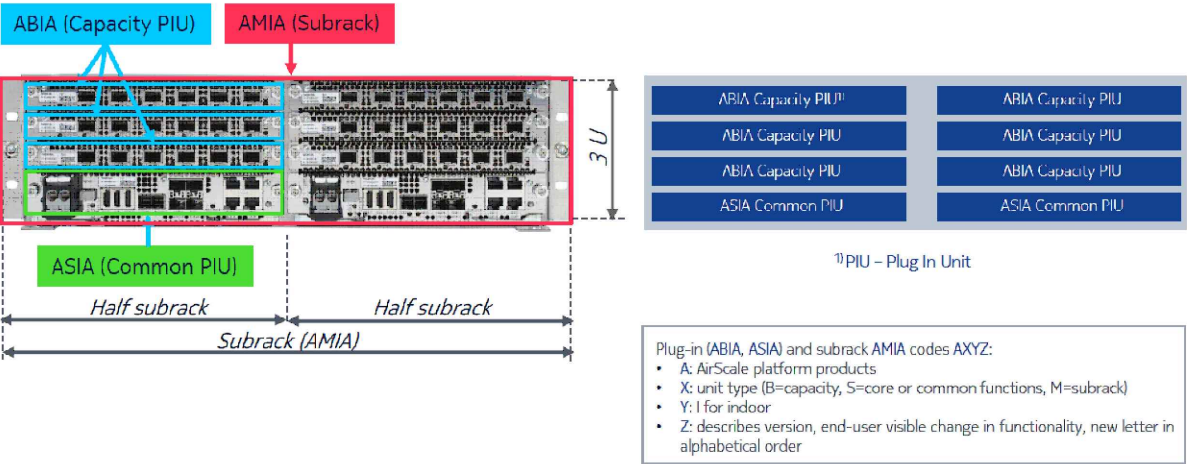 ABIA (Capacity PIU)
AMIA (Subrack)
3 U
ASIA (Common PIU)
Half subrack
Half subrack
Subrack (AMIA)
ABIA Capacity PIU¹⁾
ABIA Capacity PIU
ABIA Capacity PIU
ABIA Capacity PIU
ABIA Capacity PIU
ABIA Capacity PIU
ASIA Common PIU
ASIA Common PIU
¹⁾ PIU – Plug In Unit
Plug-in (ABIA, ASIA) and subrack AMIA codes AXYZ:
• A: AirScale platform products
• X: unit type (B=capacity, S=core or common functions, M=subrack)
• Y: I for indoor
• Z: describes version, end-user visible change in functionality, new letter in
alphabetical order